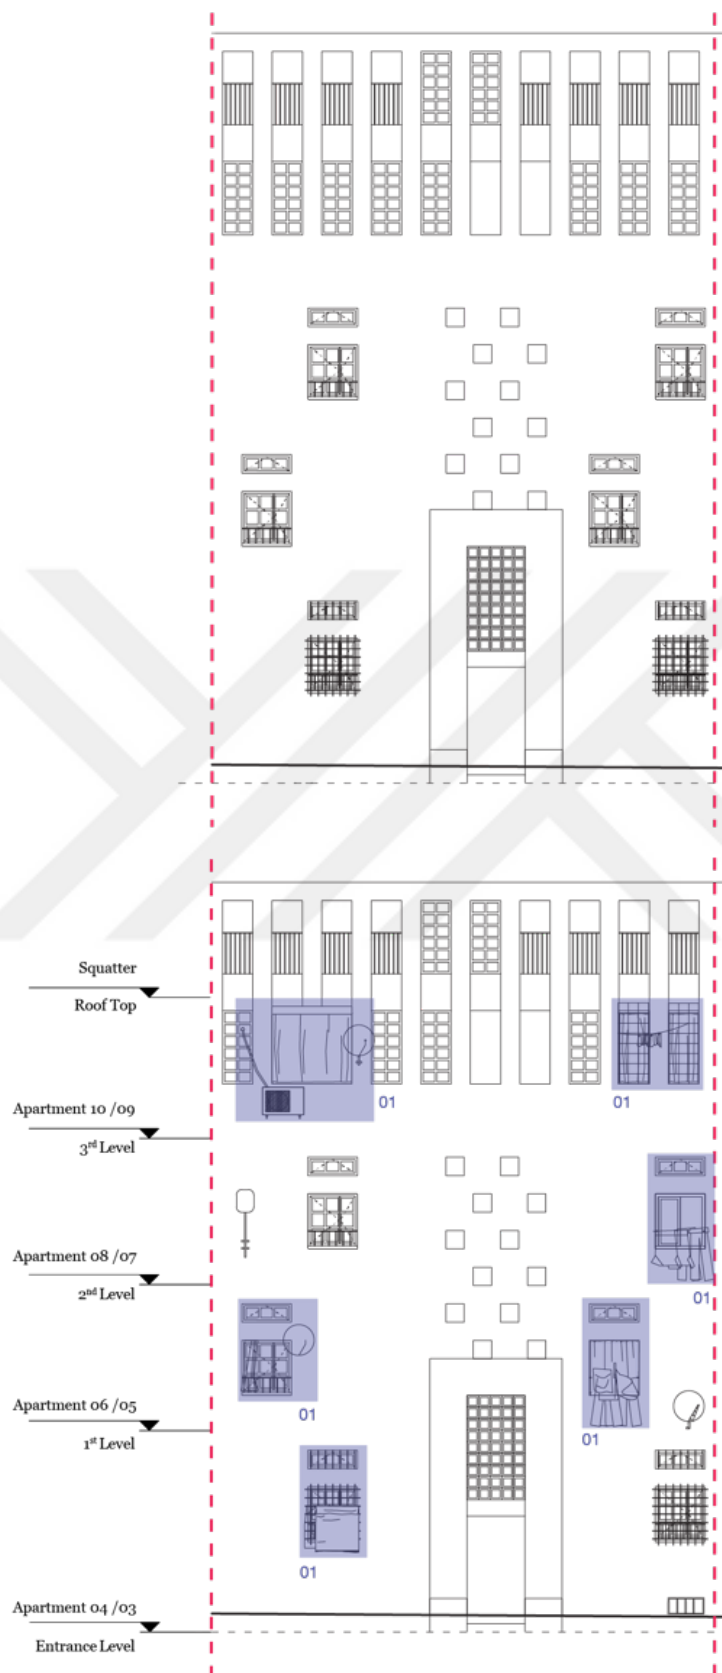 Squatter
Roof Top
01
01
Apartment 10 /09
3rd Level
Apartment 08 /07
2nd Level
01
01
Apartment 06 /05
01
1st Level
01
Apartment 04 /03
Entrance Level